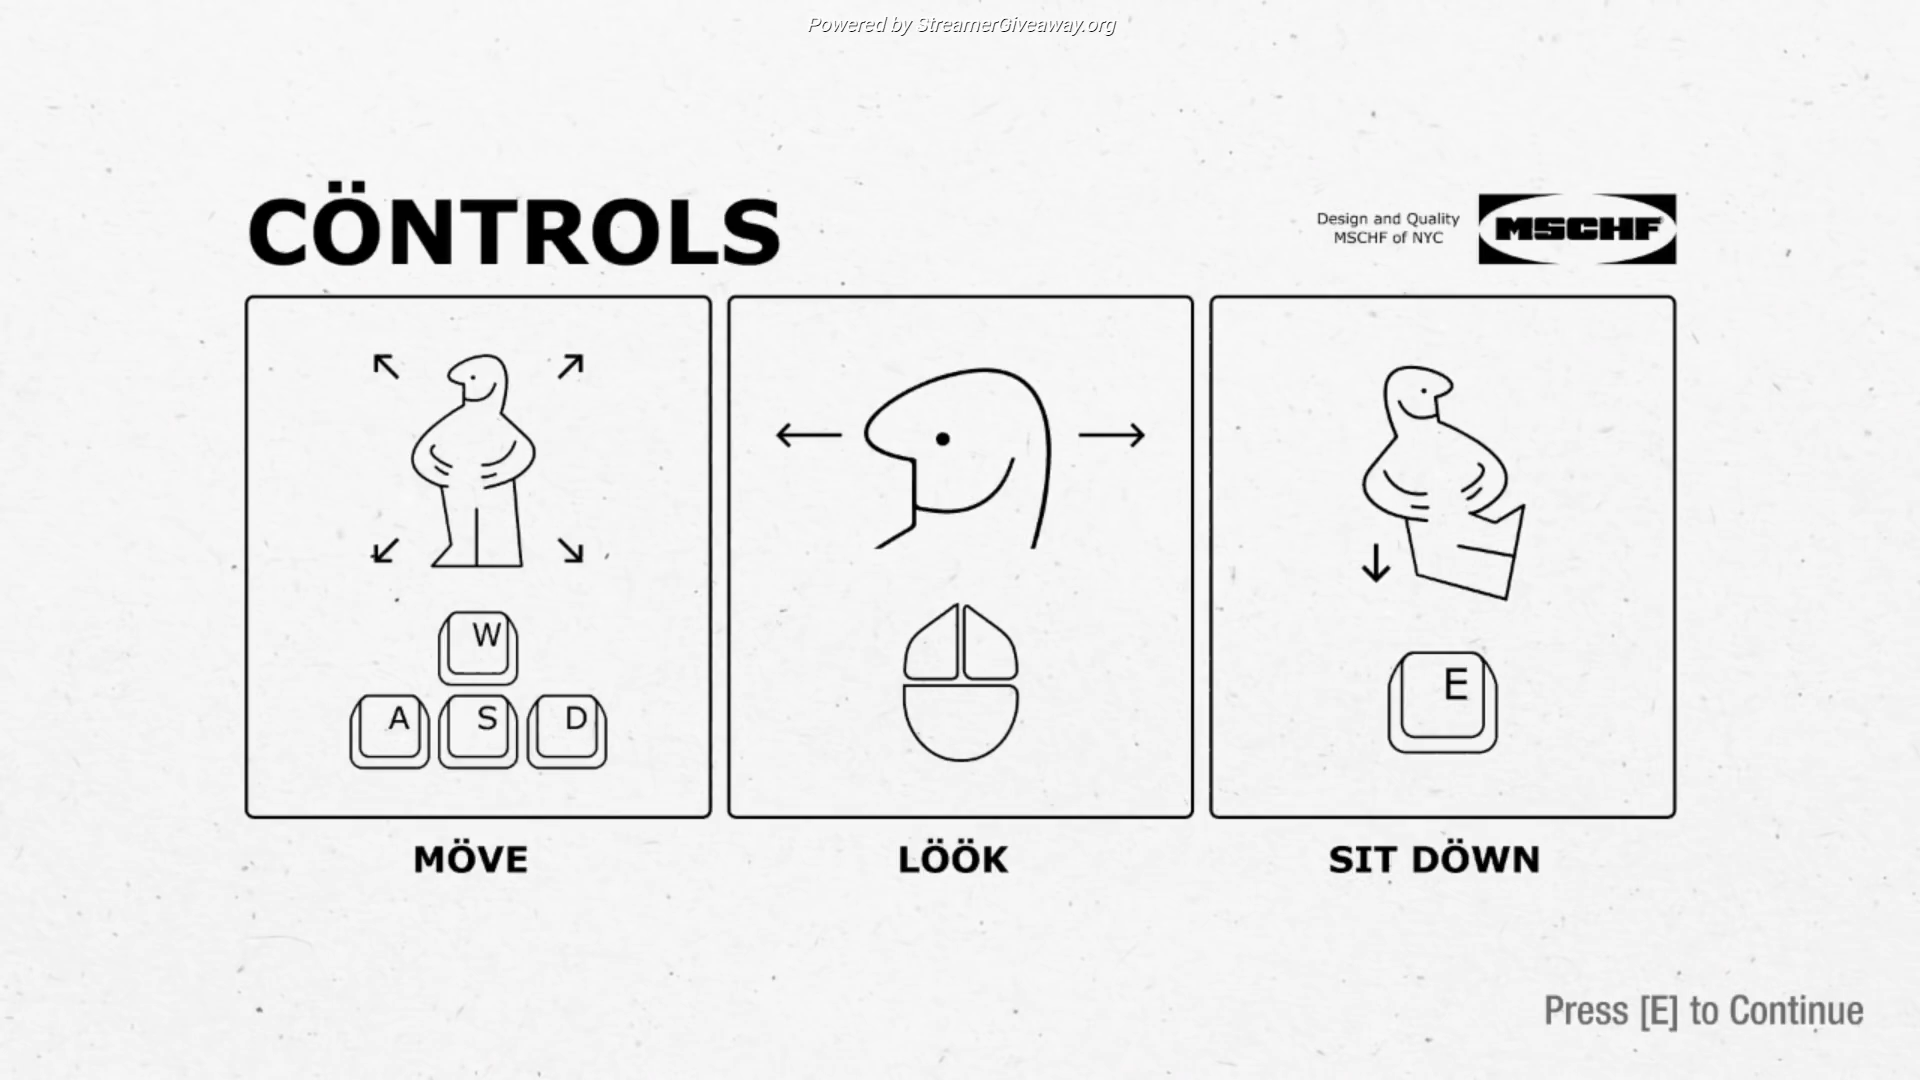 Powered by StreamerGiveaway.org
CÖNTROLS
Design and Quality
MSCHF of NYC
MSCHF
W
A S D
E
MÖVE
LÖÖK
SIT DÖWN
Press [E] to Continue